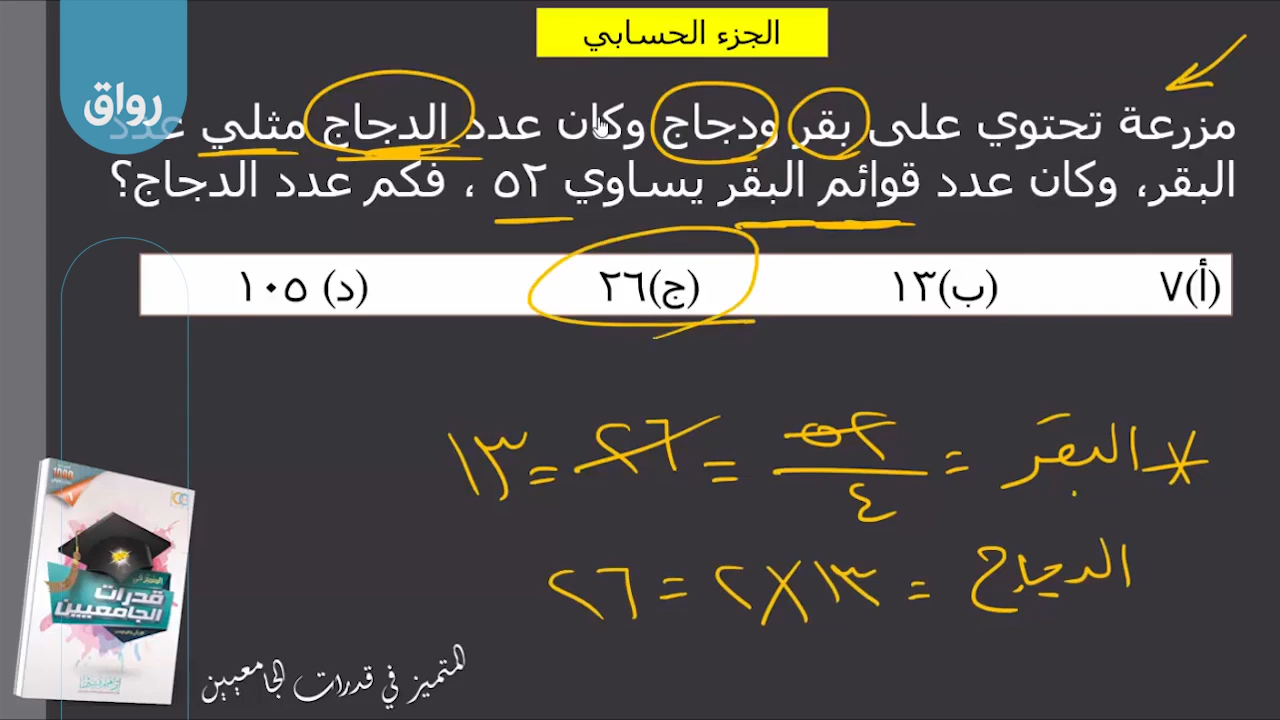 الجزء الحسابي
رواق
مزرعة تحتوي على بقر ودجاج وكان عدد الدجاج مثلي عدد
البقر، وكان عدد قوائم البقر يساوي ٥٢ ، فكم عدد الدجاج؟
(أ)٧ (ب)١٣ (ج)٢٦ (د) ١٠٥
* البقر = ٥٢/٤ = ٢٦ = ١٣
الدجاج = ١٣ X ٢ = ٢٦
قدرات
الجامعيين
المتميز في قدرات الجامعيين